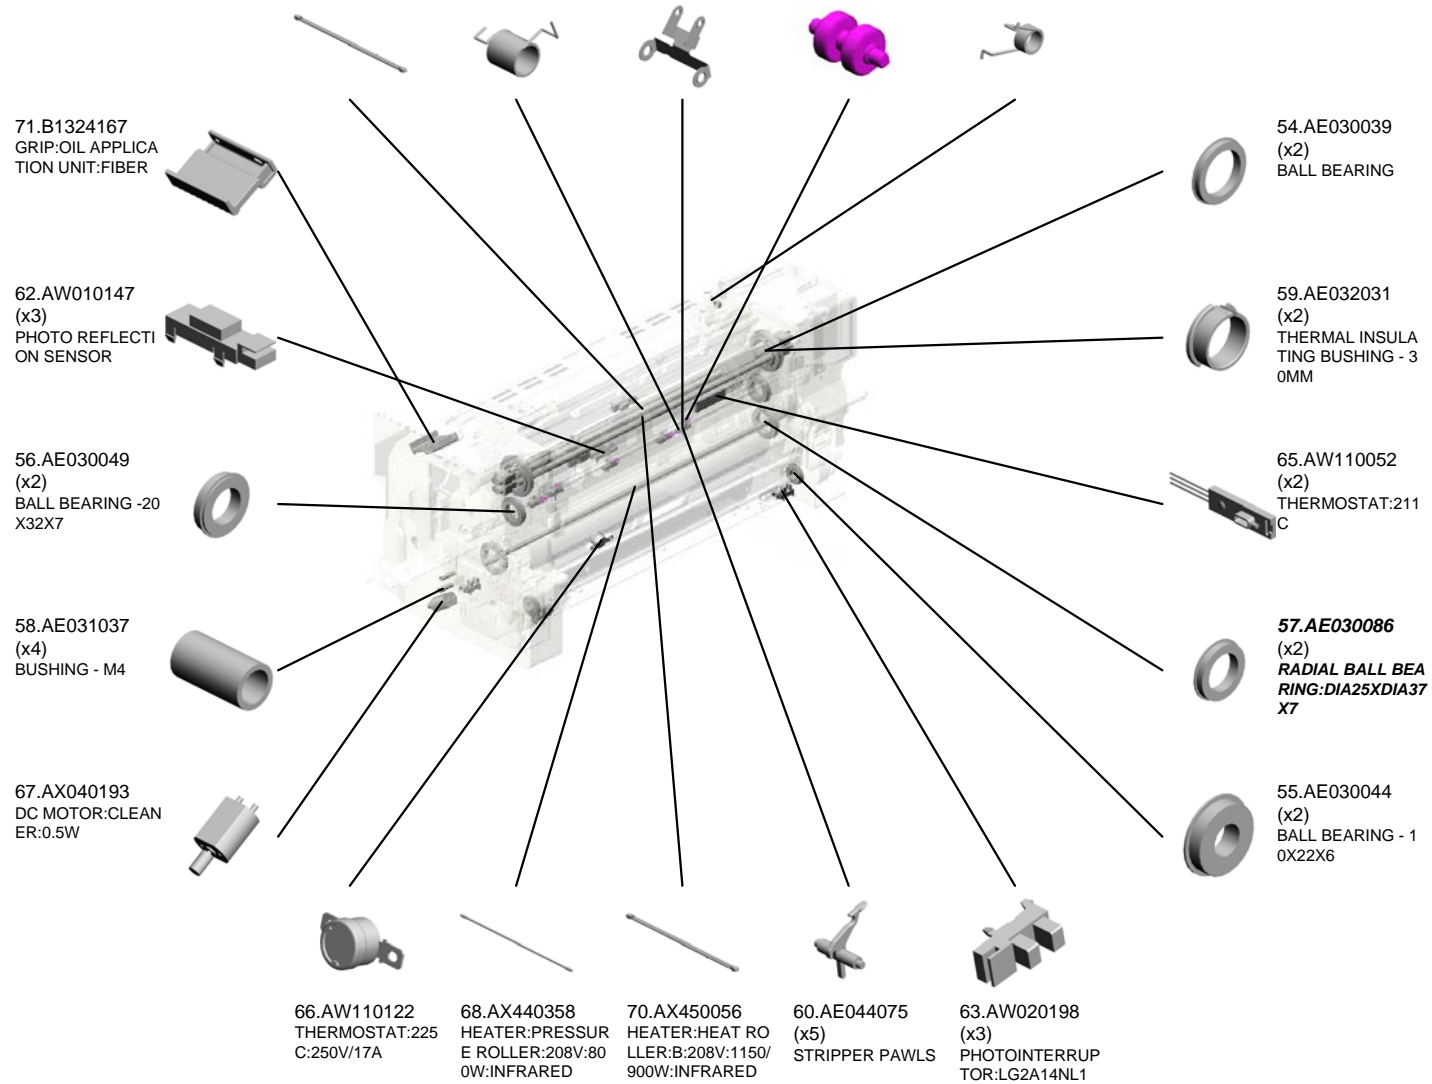 71.B1324167
GRIP:OIL APPLICA
TION UNIT:FIBER
62.AW010147
(x3)
PHOTO REFLECTI
ON SENSOR
56.AE030049
(x2)
BALL BEARING -20
X32X7
58.AE031037
(x4)
BUSHING - M4
67.AX040193
DC MOTOR:CLEAN
ER:0.5W
54.AE030039
(x2)
BALL BEARING
59.AE032031
(x2)
THERMAL INSULA
TING BUSHING - 3
0MM
65.AW110052
(x2)
THERMOSTAT:211
C
57.AE030086
(x2)
RADIAL BALL BEA
RING:DIA25XDIA37
X7
55.AE030044
(x2)
BALL BEARING - 1
0X22X6
66.AW110122
THERMOSTAT:225
C:250V/17A
68.AX440358
HEATER:PRESSUR
E ROLLER:208V:80
0W:INFRARED
70.AX450056
HEATER:HEAT RO
LLER:B:208V:1150/
900W:INFRARED
60.AE044075
(x5)
STRIPPER PAWLS
63.AW020198
(x3)
PHOTOINTERRUP
TOR:LG2A14NL1